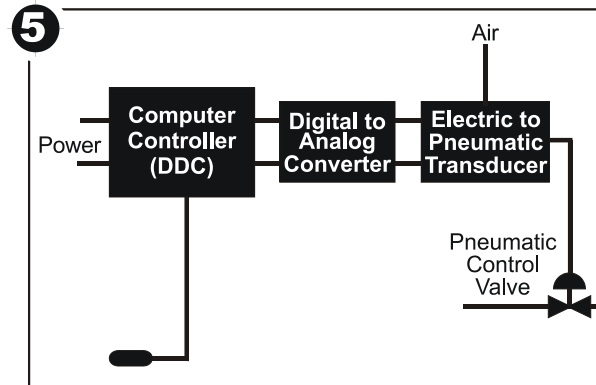 5
Air
Power
Computer
Controller
(DDC)
Digital to
Analog
Converter
Electric to
Pneumatic
Transducer
Pneumatic
Control
Valve